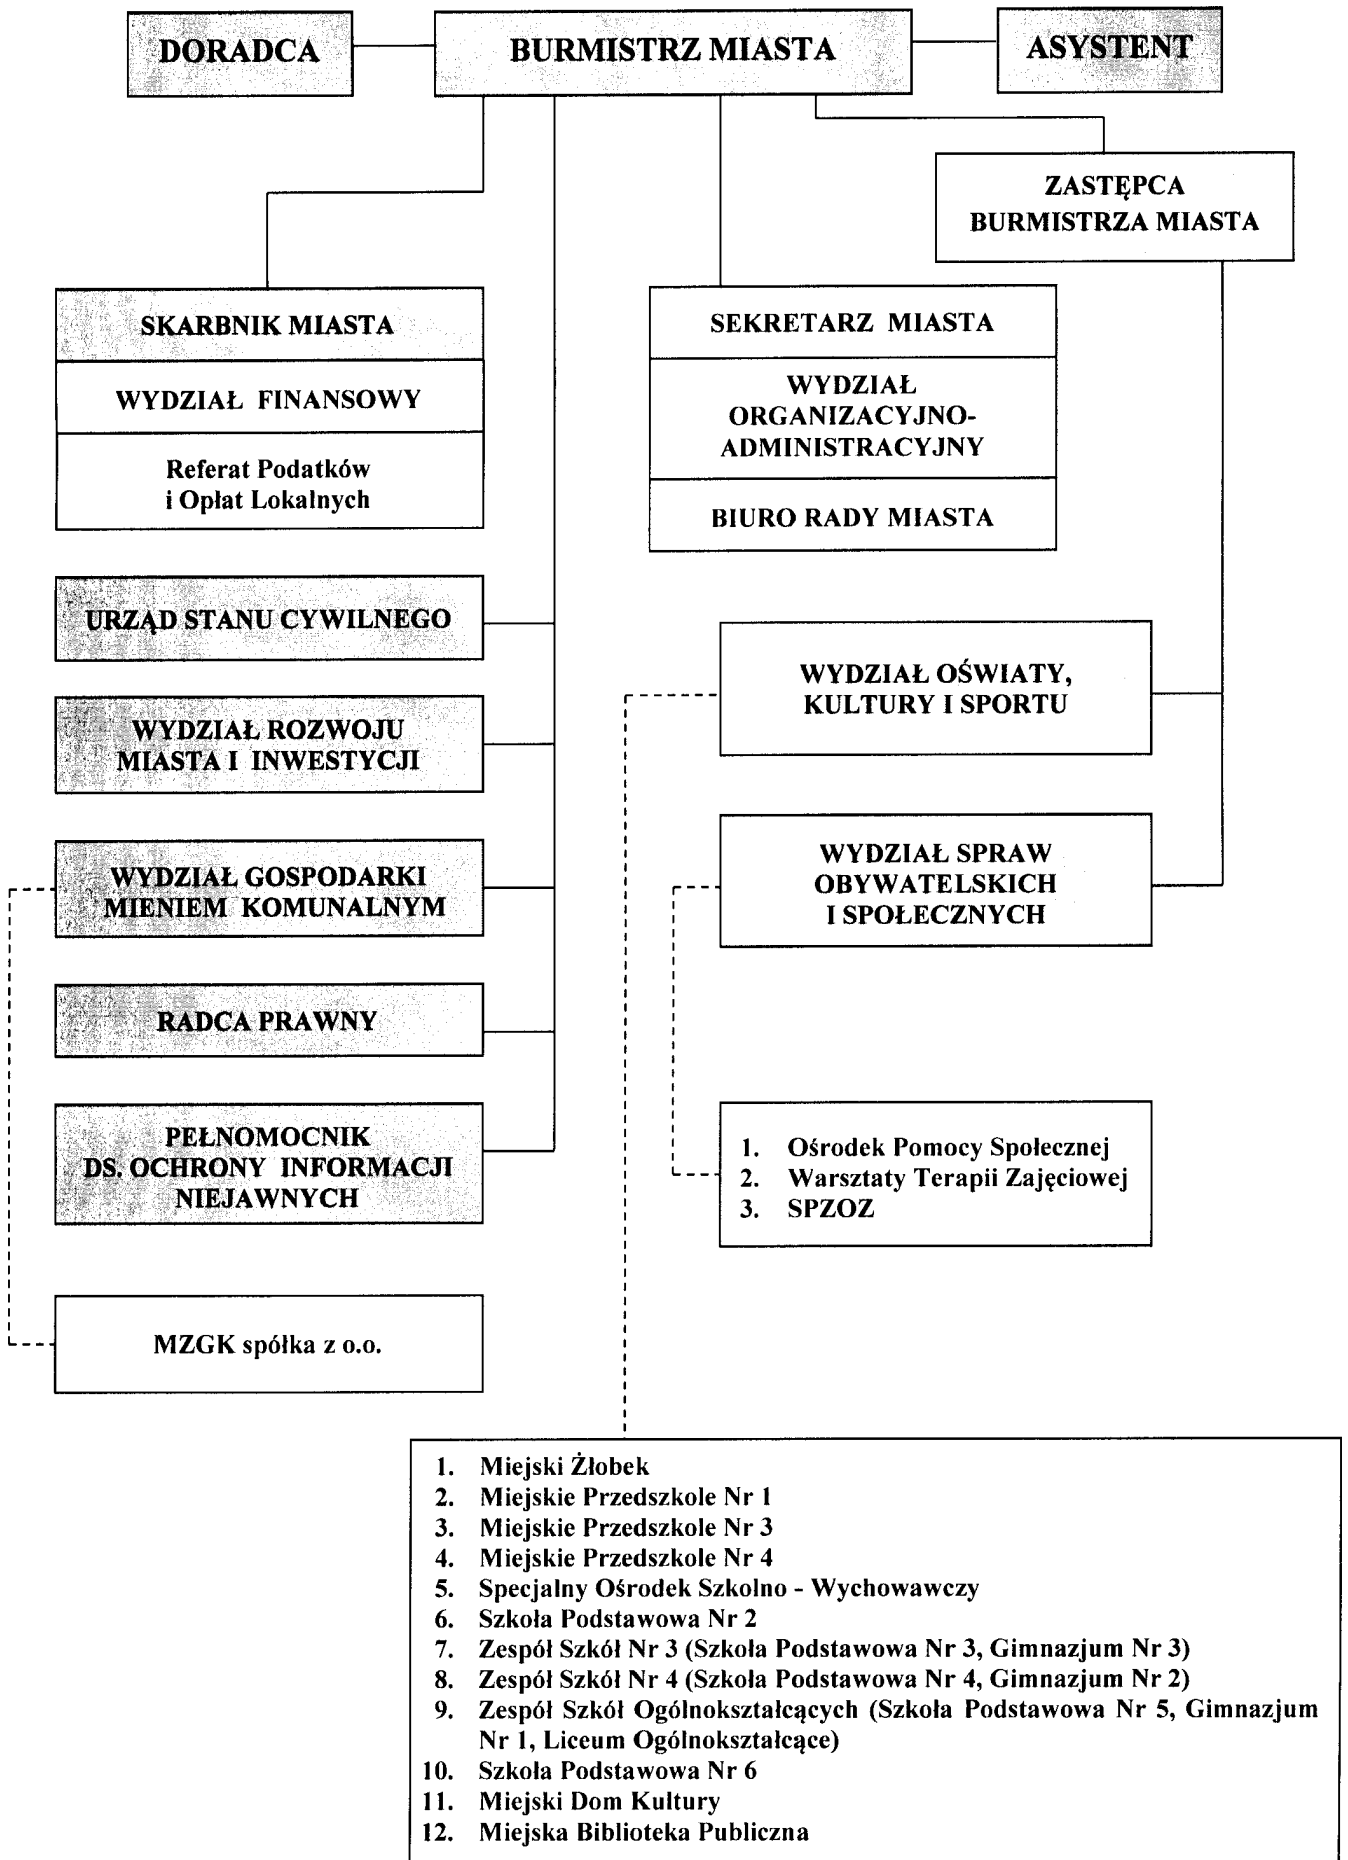 DORADCA
BURMISTRZ MIASTA
ASYSTENT
ZASTĘPCA
BURMISTRZA MIASTA
SKARBNIK MIASTA
WYDZIAŁ FINANSOWY
Referat Podatków
i Opłat Lokalnych
SEKRETARZ MIASTA
WYDZIAŁ
ORGANIZACYJNO-
ADMINISTRACYJNY
BIURO RADY MIASTA
URZĄD STANU CYWILNEGO
WYDZIAŁ ROZWOJU
MIASTA I INWESTYCJI
WYDZIAŁ GOSPODARKI
MIENIEM KOMUNALNYM
RADCA PRAWNY
PEŁNOMOCNIK
DS. OCHRONY INFORMACJI
NIEJAWNYCH
MZGK spółka z o.o.
WYDZIAŁ OŚWIATY,
KULTURY I SPORTU
WYDZIAŁ SPRAW
OBYWATELSKICH
I SPOŁECZNYCH
1. Ośrodek Pomocy Społecznej
2. Warsztaty Terapii Zajęciowej
3. SPZOZ
1. Miejski Żłobek
2. Miejskie Przedszkole Nr 1
3. Miejskie Przedszkole Nr 3
4. Miejskie Przedszkole Nr 4
5. Specjalny Ośrodek Szkolno - Wychowawczy
6. Szkoła Podstawowa Nr 2
7. Zespół Szkół Nr 3 (Szkoła Podstawowa Nr 3, Gimnazjum Nr 3)
8. Zespół Szkół Nr 4 (Szkoła Podstawowa Nr 4, Gimnazjum Nr 2)
9. Zespół Szkół Ogólnokształcących (Szkoła Podstawowa Nr 5, Gimnazjum
Nr 1, Liceum Ogólnokształcące)
10. Szkoła Podstawowa Nr 6
11. Miejski Dom Kultury
12. Miejska Biblioteka Publiczna